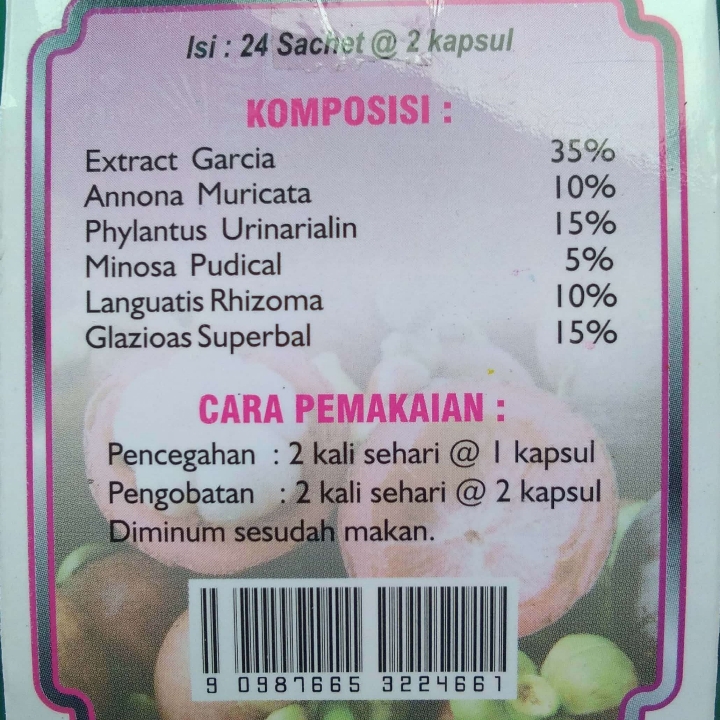 Isi : 24 Sachet @ 2 kapsul
KOMPOSISI :
Extract Garcia 35%
Annona Muricata 10%
Phylantus Urinarialin 15%
Minosa Pudical 5%
Languatis Rhizoma 10%
Glazioas Superbal 15%
CARA PEMAKAIAN :
Pencegahan : 2 kali sehari @ 1 kapsul
Pengobatan : 2 kali sehari @ 2 kapsul
Diminum sesudah makan.
9 0987665 3224661